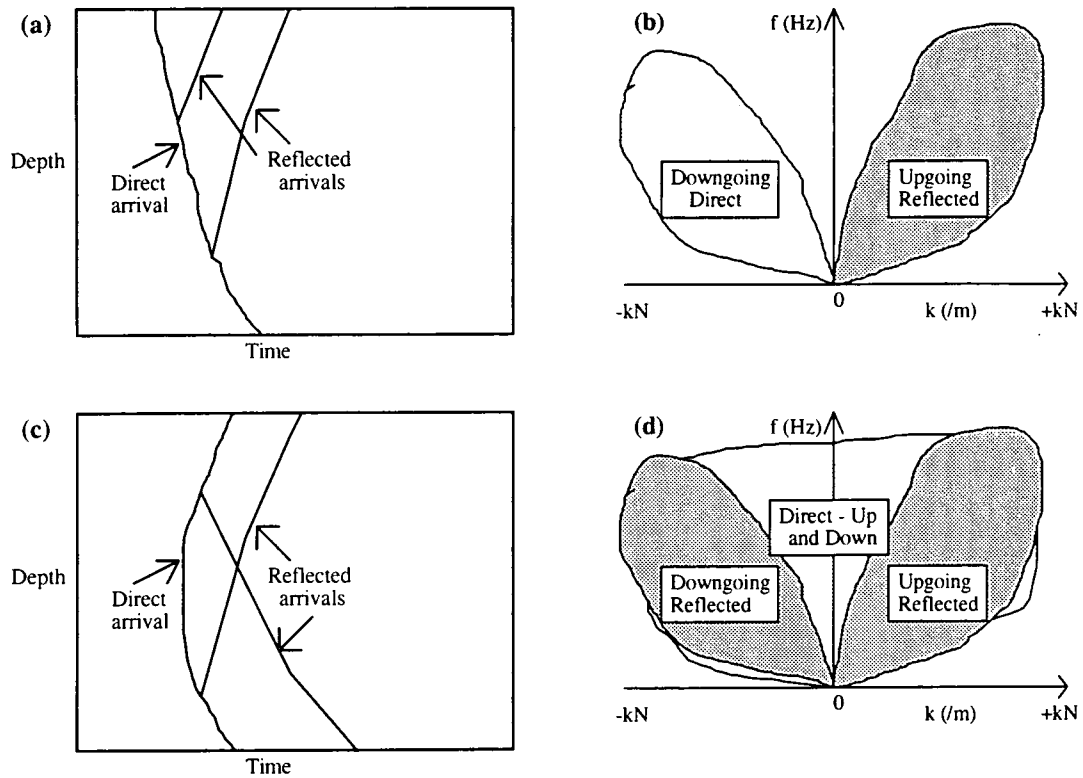 (a)
Depth
Direct
arrival
Reflected
arrivals
Time
(b)
f (Hz)
Downgoing
Direct
Upgoing
Reflected
-kN
0
k (/m)
+kN
(c)
Depth
Direct
arrival
Reflected
arrivals
Time
(d)
f (Hz)
Direct - Up
and Down
Downgoing
Reflected
Upgoing
Reflected
-kN
0
k (/m)
+kN